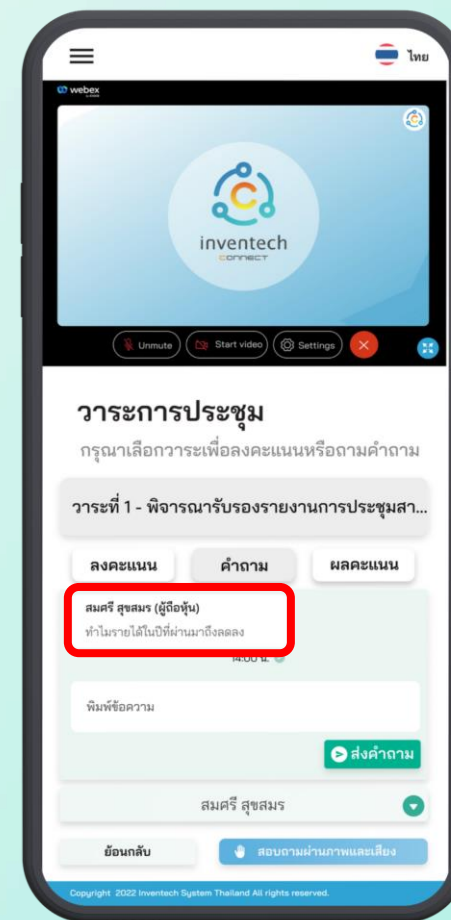 ไทย
webex
by CISCO
inventech
connect
Unmute
Start video
Settings
วาระการประชุม
กรุณาเลือกวาระเพื่อลงคะแนนหรือถามคำถาม
วาระที่ 1 - พิจารณารับรองรายงานการประชุมสา...
ลงคะแนน คำถาม ผลคะแนน
สมศรี สุขสมร (ผู้ถือหุ้น)
ทำไมรายได้ในปีที่ผ่านมาถึงลดลง
14:00 น.
พิมพ์ข้อความ
ส่งคำถาม
สมศรี สุขสมร
ย้อนกลับ สอบถามผ่านภาพและเสียง
Copyright 2022 Inventech System Thailand All rights reserved.